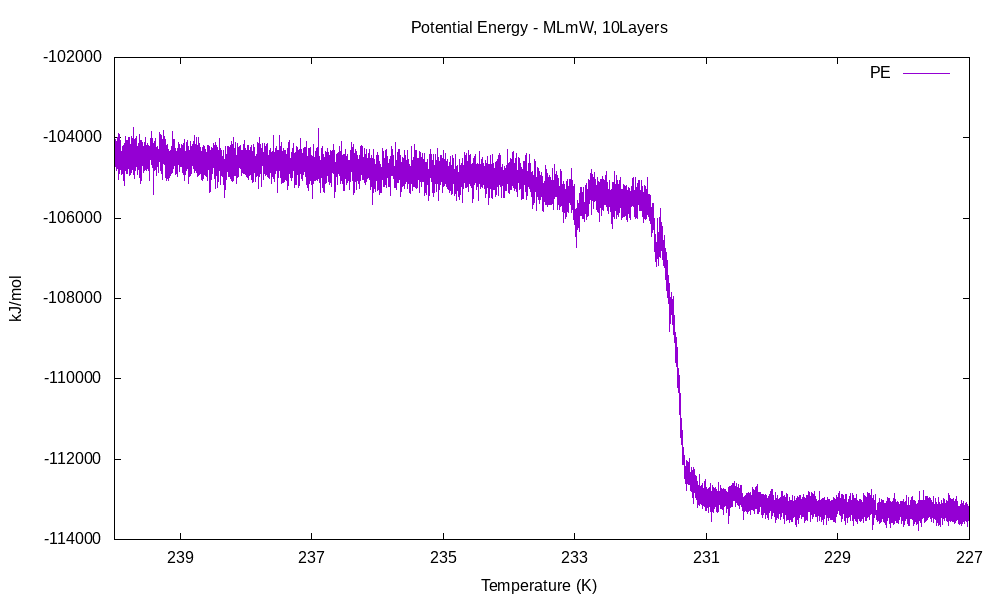 Potential Energy - MLmW, 10Layers
PE
-102000
-104000
-106000
-108000
-110000
-112000
-114000
kJ/mol
239 237 235 233 231 229 227
Temperature (K)